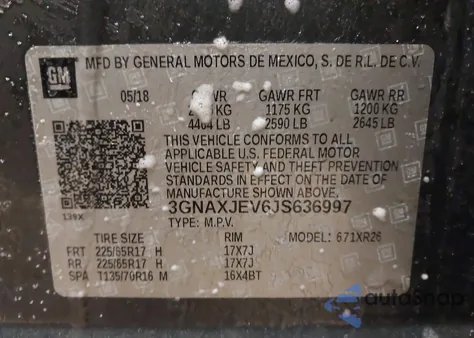 GM
MFD BY GENERAL MOTORS DE MEXICO, S. DE R.L. DE C.V.
05/18 GAWR FRT GAWR RR
KG 1175 KG 1200 KG
LB 2590 LB 2645 LB
THIS VEHICLE CONFORMS TO ALL
APPLICABLE U.S. FEDERAL MOTOR
VEHICLE SAFETY AND THEFT PREVENTION
STANDARDS IN EFFECT ON THE DATE OF
MANUFACTURE SHOWN ABOVE.
3GNAXJEV6JS636997
TYPE: M.P.V.
MODEL: 671XR26
TIRE SIZE RIM
FRT 225/65R17 H 17X7J
RR 225/65R17 H 17X7J
SPA T135/70R16 M 16X4BT
autoSnap